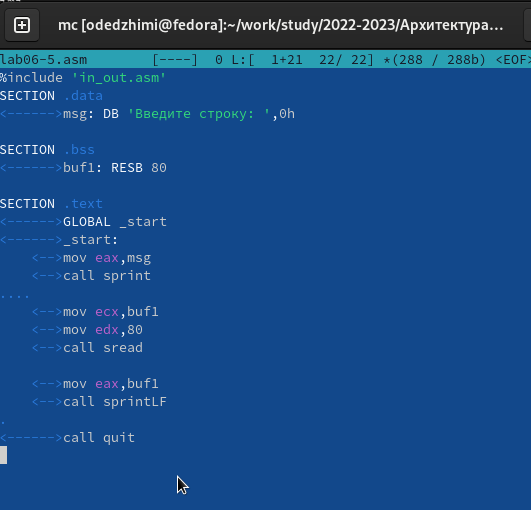 mc [odedzhimi@fedora]:~/work/study/2022-2023/Архитектура...
lab06-5.asm [----] 0 L:[ 1+21 22/ 22] *(288 / 288b) <EOF>
%include 'in_out.asm'
SECTION .data
<------>msg: DB 'Введите строку: ',0h
SECTION .bss
<------>buf1: RESB 80
SECTION .text
<------>GLOBAL _start
<------>_start:
<-->mov eax,msg
<-->call sprint
....
<-->mov ecx,buf1
<-->mov edx,80
<-->call sread
<-->mov eax,buf1
<-->call sprintLF
.
<------>call quit